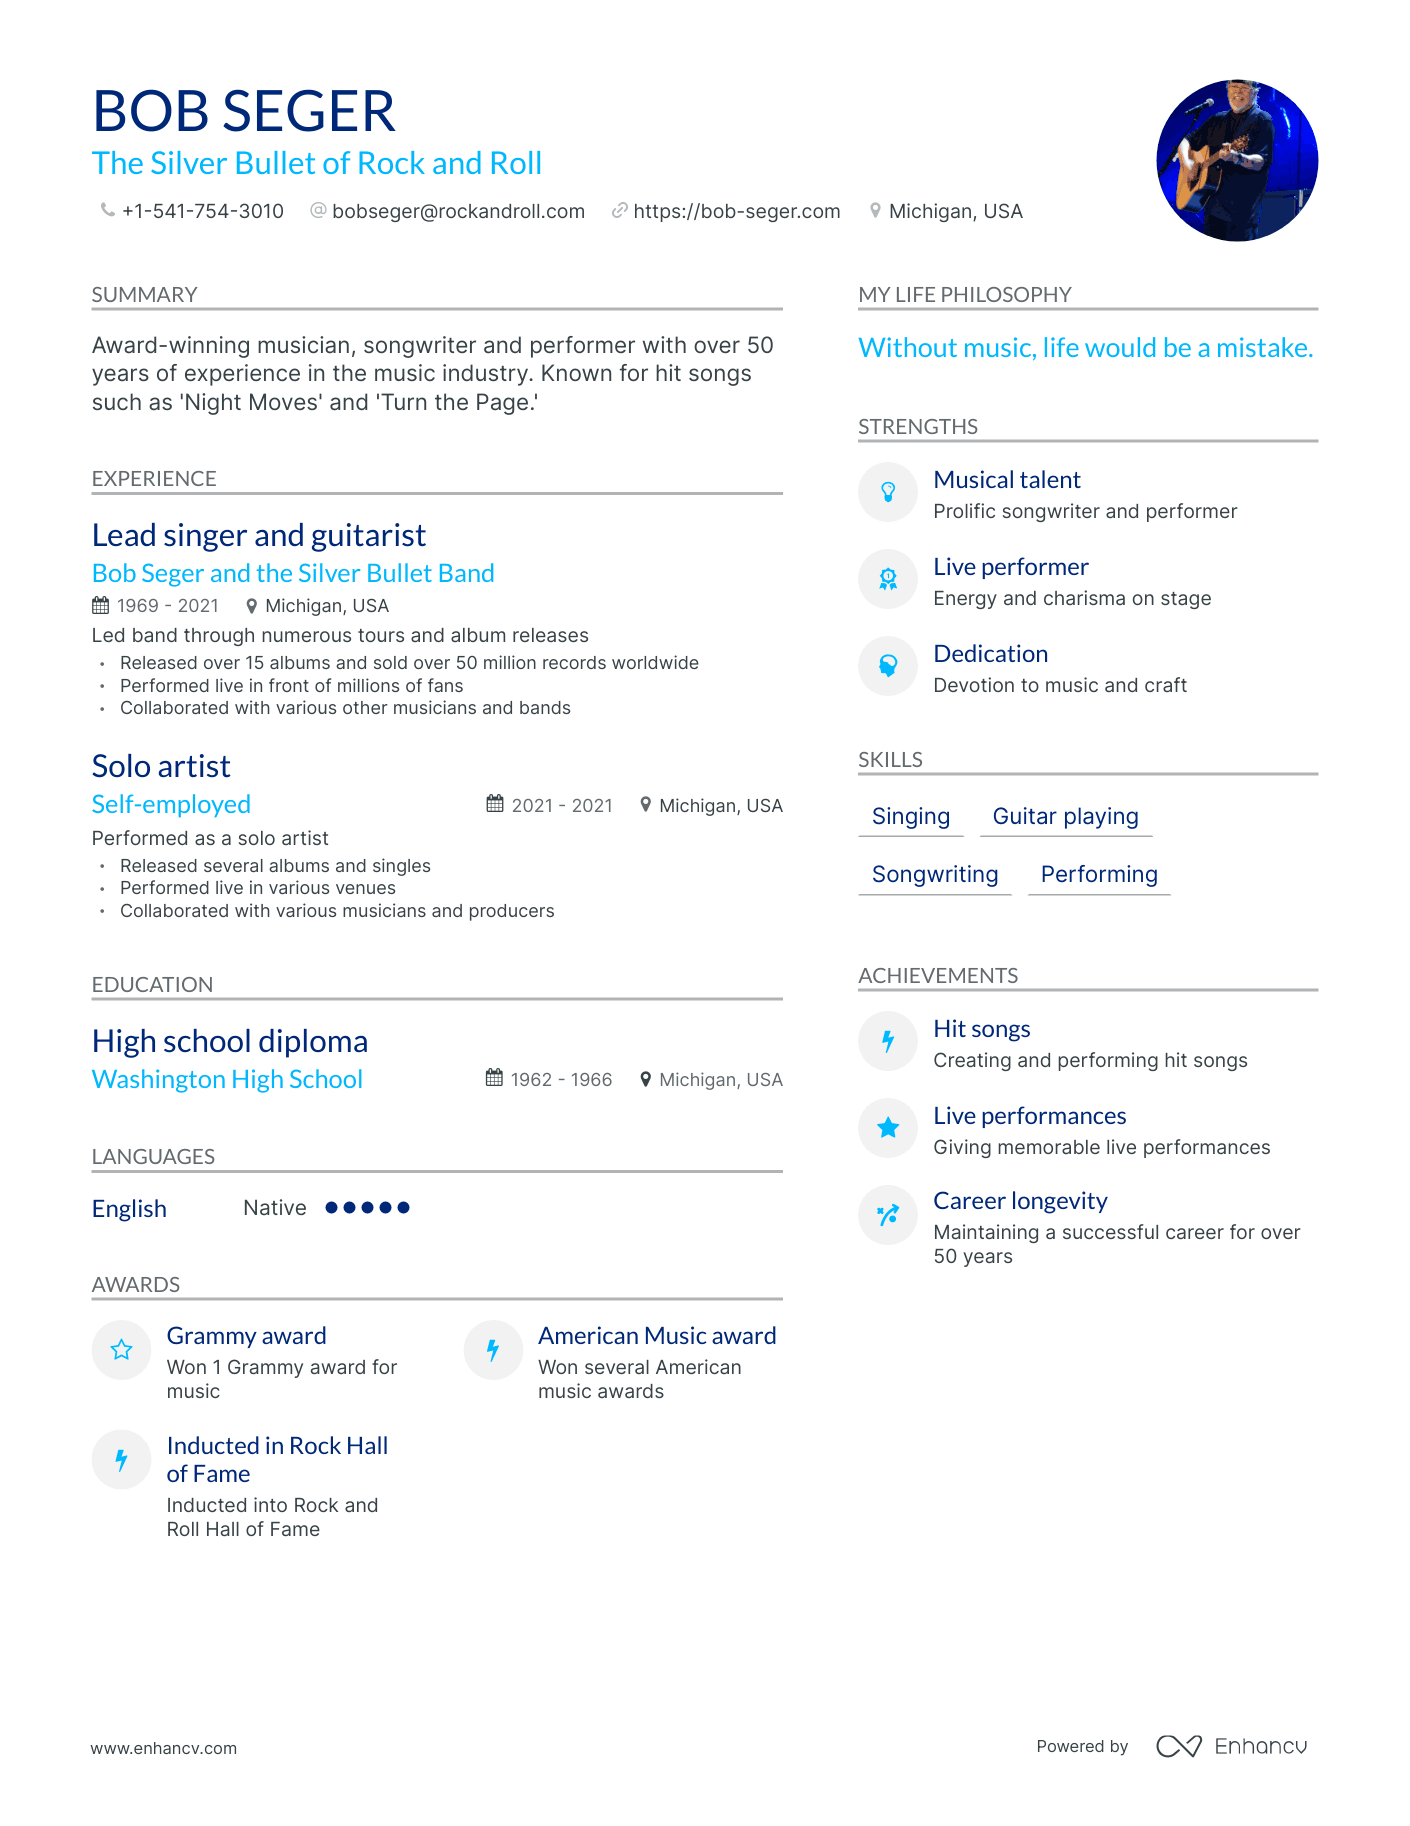 BOB SEGER
The Silver Bullet of Rock and Roll
+1-541-754-3010 bobseger@rockandroll.com https://bob-seger.com Michigan, USA
SUMMARY
Award-winning musician, songwriter and performer with over 50
years of experience in the music industry. Known for hit songs
such as 'Night Moves' and 'Turn the Page.'
EXPERIENCE
Lead singer and guitarist
Bob Seger and the Silver Bullet Band
1969 - 2021 Michigan, USA
Led band through numerous tours and album releases
• Released over 15 albums and sold over 50 million records worldwide
• Performed live in front of millions of fans
• Collaborated with various other musicians and bands
Solo artist
Self-employed 2021 - 2021 Michigan, USA
Performed as a solo artist
• Released several albums and singles
• Performed live in various venues
• Collaborated with various musicians and producers
EDUCATION
High school diploma
Washington High School 1962 - 1966 Michigan, USA
LANGUAGES
English Native
AWARDS
Grammy award
Won 1 Grammy award for
music
American Music award
Won several American
music awards
Inducted in Rock Hall
of Fame
Inducted into Rock and
Roll Hall of Fame
MY LIFE PHILOSOPHY
Without music, life would be a mistake.
STRENGTHS
Musical talent
Prolific songwriter and performer
Live performer
Energy and charisma on stage
Dedication
Devotion to music and craft
SKILLS
Singing Guitar playing
Songwriting Performing
ACHIEVEMENTS
Hit songs
Creating and performing hit songs
Live performances
Giving memorable live performances
Career longevity
Maintaining a successful career for over
50 years
www.enhancv.com
Powered by Enhancv